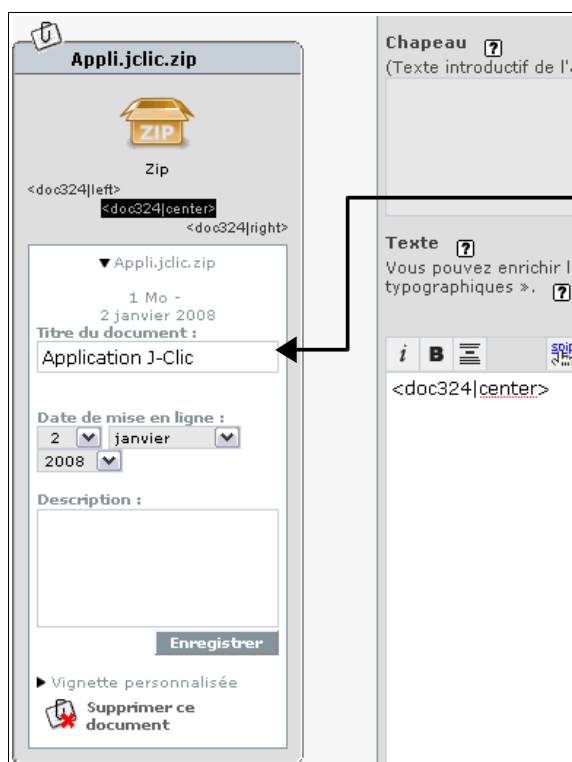 Appli.jclic.zip
ZIP
Zip
<doc324|left>
<doc324|center>
<doc324|right>
▼Appli.jclic.zip
1 Mo -
2 janvier 2008
Titre du document :
Application J-Clic
Date de mise en ligne :
2 janvier
2008
Description :
Enregistrer
▶ Vignette personnalisée
Supprimer ce
document
Chapeau ?
(Texte introductif de l'
Texte ?
Vous pouvez enrichir l
typographiques ». ?
i B
<doc324|center>